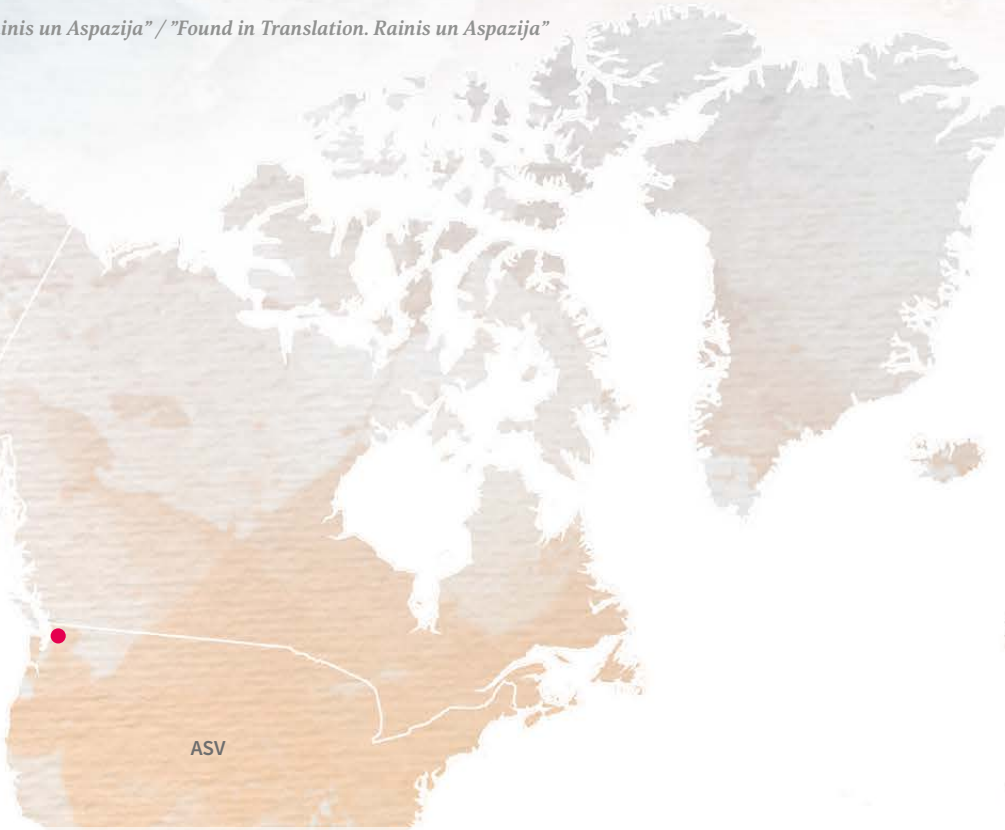 inis un Aspazija” / ”Found in Translation. Rainis un Aspazija”
ASV